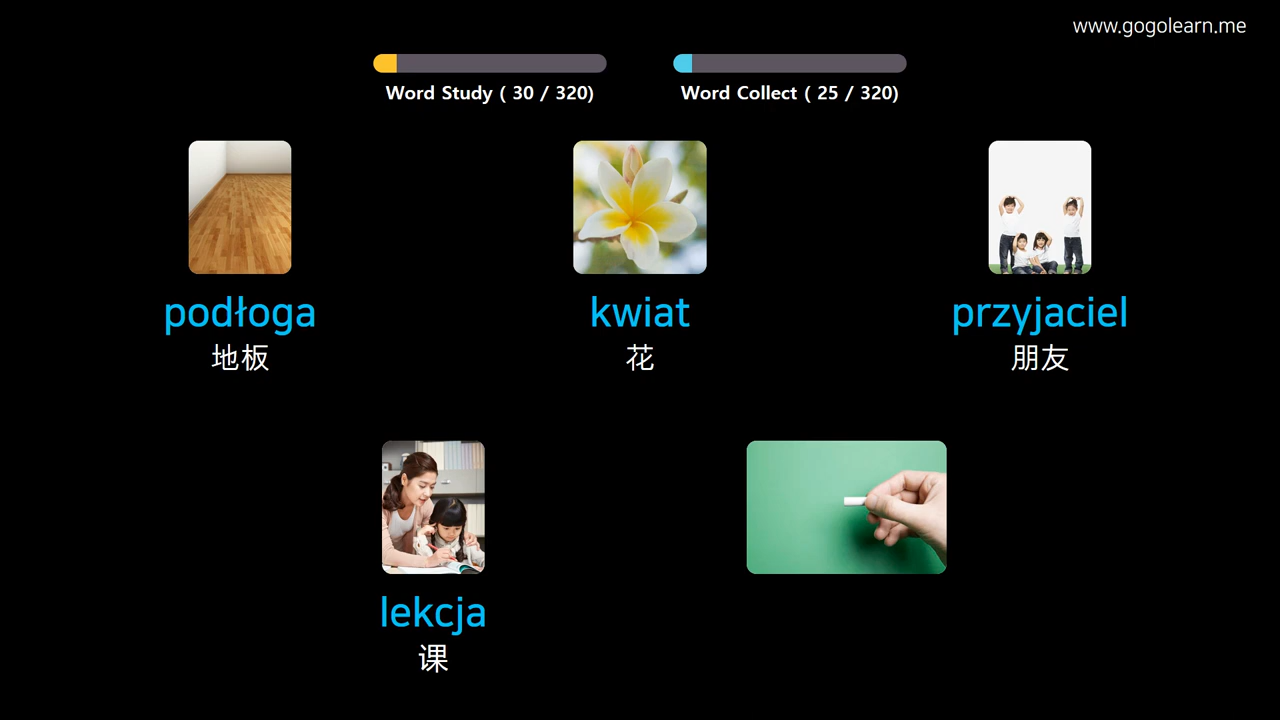 www.gogolearn.me
Word Study ( 30 / 320)
Word Collect ( 25 / 320)
podłoga
地板
kwiat
花
przyjaciel
朋友
lekcja
课